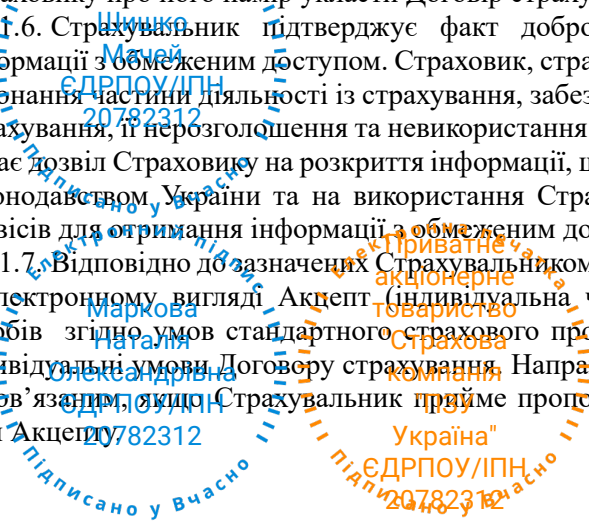 1.6. Страхувальник підтверджує факт добро
ормації з обмеженим доступом. Страховик, стра
онання частини діяльності із страхування, забез
ахування, її нерозголошення та невикористання
ає дозвіл Страховику на розкриття інформації, щ
онодавством України та на використання Стра
вісів для отримання інформації з обмеженим до
1.7. Відповідно до зазначених Страхувальником
лектронному вигляді Акцепт (індивідуальна ч
обів згідно умов стандартного страхового про
ивідуальні умови Договору страхування. Напра
ов’язаним, якщо Страхувальник прийме пропо
и Акцепту.
Шишко
Мачей
ЄДРПОУ/ІПН
20782312
Підписано у Вчасно
Електронний підпис
Маркова
Наталія
Олександрівна
ЄДРПОУ/ІПН
20782312
Підписано у Вчасно
Електронна печатка
Приватне
акціонерне
товариство
"Страхова
компанія
"ПЗУ
Україна"
ЄДРПОУ/ІПН
20782312
Підписано у Вчасно